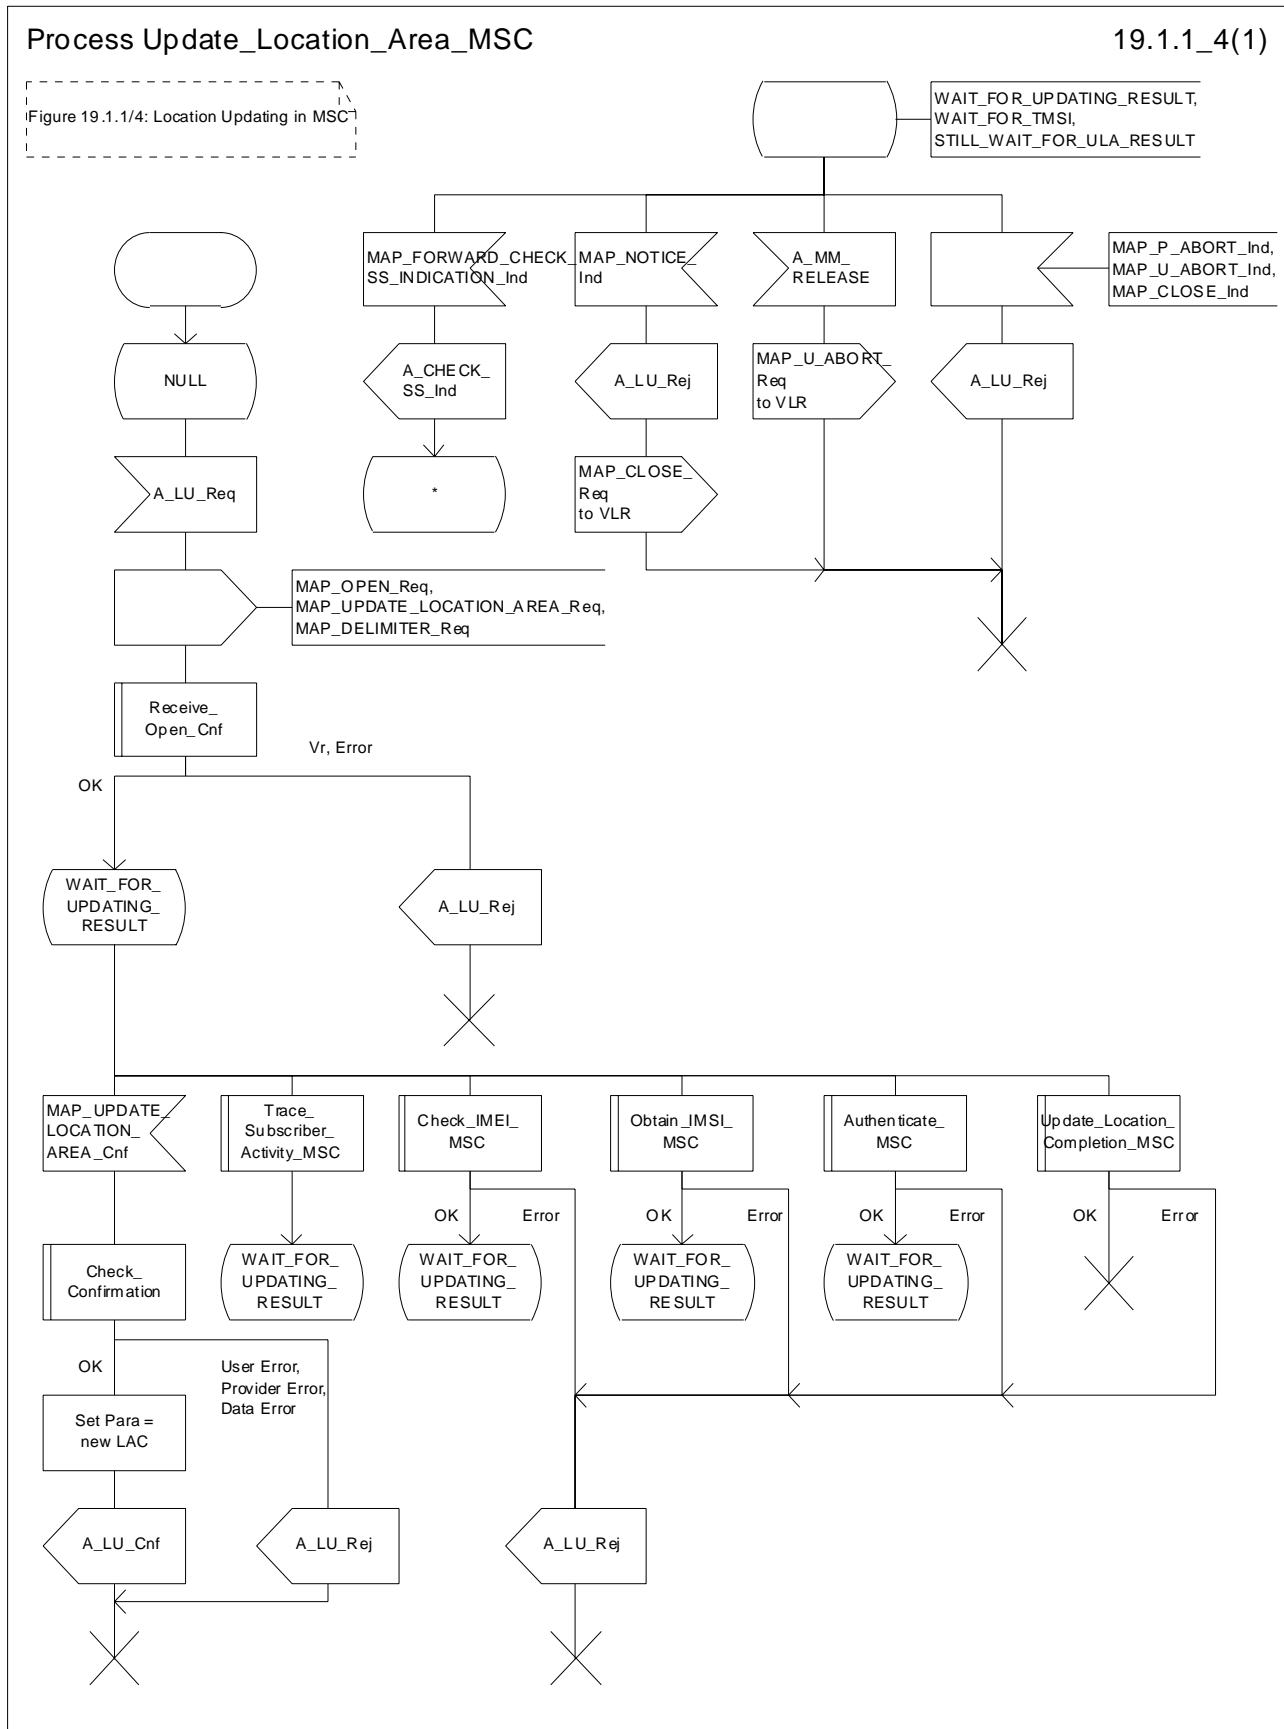 Process Update_Location_Area_MSC
19.1.1_4(1)
Figure 19.1.1/4: Location Updating in MSC
WAIT_FOR_UPDATING_RESULT,
WAIT_FOR_TMSI,
STILL_WAIT_FOR_ULA_RESULT
MAP_FORWARD_CHECK_
SS_INDICATION_Ind
MAP_NOTICE_
Ind
A_MM_
RELEASE
MAP_P_ABORT_Ind,
MAP_U_ABORT_Ind,
MAP_CLOSE_Ind
NULL
A_CHECK_
SS_Ind
A_LU_Rej
MAP_U_ABORT_
Req
to VLR
A_LU_Rej
A_LU_Req
*
MAP_CLOSE_
Req
to VLR
MAP_OPEN_Req,
MAP_UPDATE_LOCATION_AREA_Req,
MAP_DELIMITER_Req
Receive_
Open_Cnf
Vr, Error
OK
WAIT_FOR_
UPDATING_
RESULT
A_LU_Rej
MAP_UPDATE_
LOCATION_
AREA_Cnf
Trace_
Subscriber_
Activity_MSC
Check_IMEI_
MSC
Obtain_IMSI_
MSC
Authenticate_
MSC
Update_Location_
Completion_MSC
OK
Error
OK
Error
OK
Error
OK
Error
Check_
Confirmation
WAIT_FOR_
UPDATING_
RESULT
WAIT_FOR_
UPDATING_
RESULT
WAIT_FOR_
UPDATING_
RESULT
WAIT_FOR_
UPDATING_
RESULT
OK
User Error,
Provider Error,
Data Error
Set Para =
new LAC
A_LU_Cnf
A_LU_Rej
A_LU_Rej